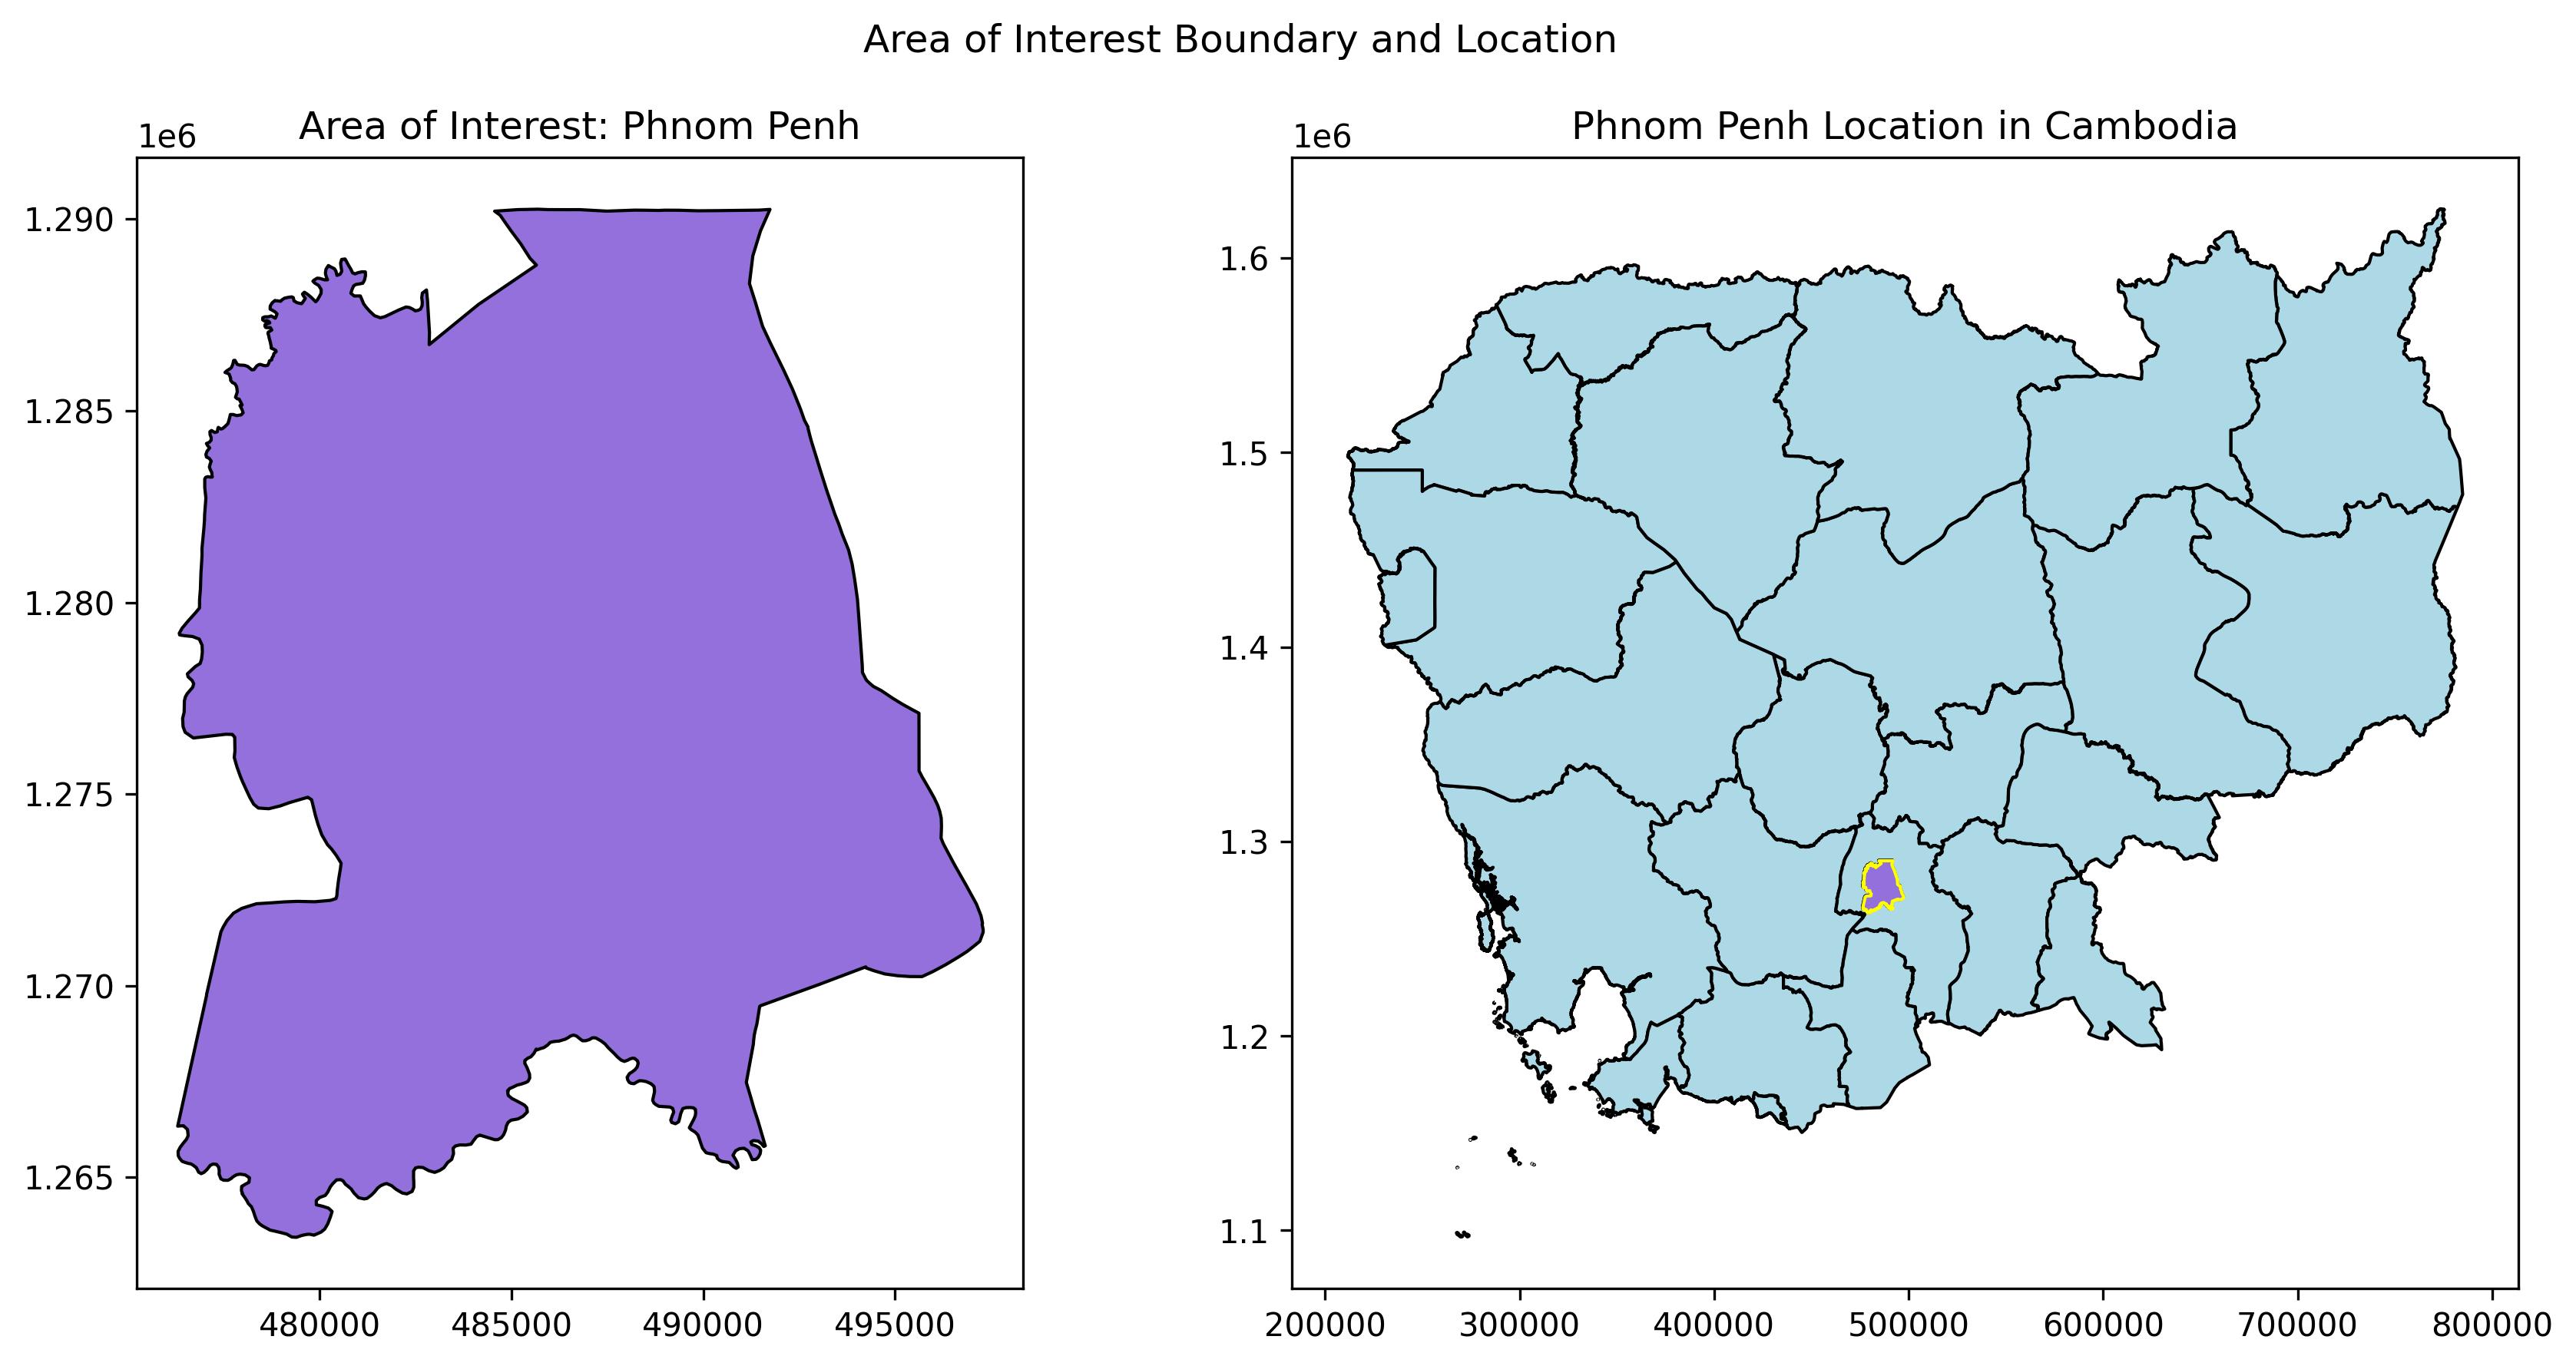 Area of Interest Boundary and Location
Area of Interest: Phnom Penh
1e6
1.290
1.285
1.280
1.275
1.270
1.265
480000 485000 490000 495000
Phnom Penh Location in Cambodia
1e6
1.6
1.5
1.4
1.3
1.2
1.1
200000 300000 400000 500000 600000 700000 800000